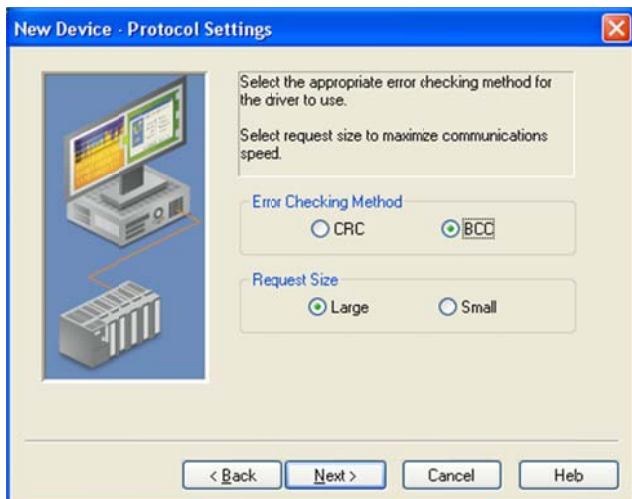 New Device - Protocol Settings
Select the appropriate error checking method for
the driver to use.
Select request size to maximize communications
speed.
Error Checking Method
CRC
BCC
Request Size
Large
Small
< Back
Next >
Cancel
Help